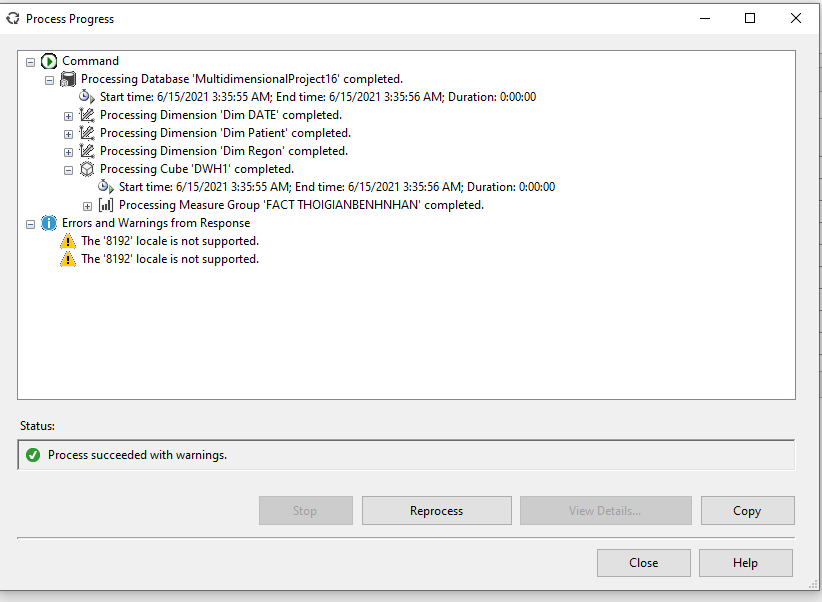 Process Progress
Command
Processing Database 'MultidimensionalProject16' completed.
Start time: 6/15/2021 3:35:55 AM; End time: 6/15/2021 3:35:56 AM; Duration: 0:00:00
Processing Dimension 'Dim DATE' completed.
Processing Dimension 'Dim Patient' completed.
Processing Dimension 'Dim Regon' completed.
Processing Cube 'DWH1' completed.
Start time: 6/15/2021 3:35:55 AM; End time: 6/15/2021 3:35:56 AM; Duration: 0:00:00
Processing Measure Group 'FACT THOIGIANBENHNHAN' completed.
Errors and Warnings from Response
The '8192' locale is not supported.
The '8192' locale is not supported.
Status:
Process succeeded with warnings.
Stop Reprocess View Details... Copy
Close Help